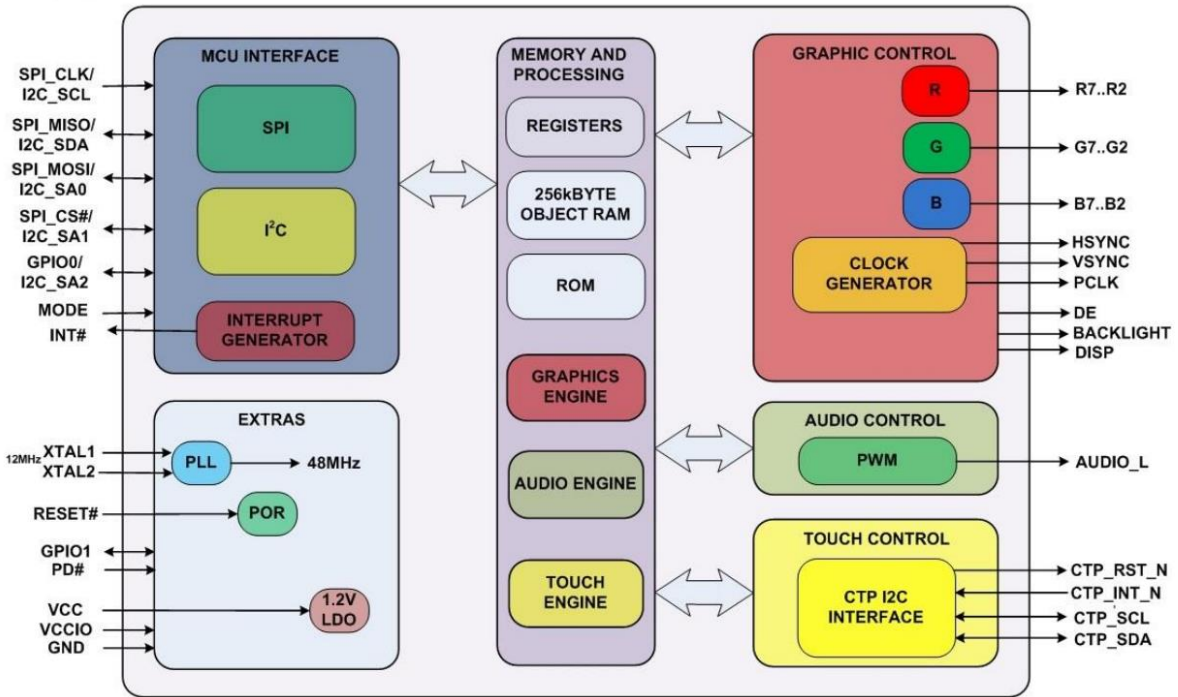 MCU INTERFACE
SPI_CLK/
I2C_SCL
SPI_MISO/
I2C_SDA
SPI_MOSI/
I2C_SA0
SPI_CS#/
I2C_SA1
GPIO0/
I2C_SA2
MODE
INT#
SPI
I²C
INTERRUPT
GENERATOR
EXTRAS
12MHz XTAL1
XTAL2
PLL
48MHz
RESET#
POR
GPIO1
PD#
VCC
VCCIO
GND
1.2V
LDO
MEMORY AND
PROCESSING
REGISTERS
256kBYTE
OBJECT RAM
ROM
GRAPHICS
ENGINE
AUDIO ENGINE
TOUCH
ENGINE
GRAPHIC CONTROL
R
R7..R2
G
G7..G2
B
B7..B2
CLOCK
GENERATOR
HSYNC
VSYNC
PCLK
DE
BACKLIGHT
DISP
AUDIO CONTROL
PWM
AUDIO_L
TOUCH CONTROL
CTP I2C
INTERFACE
CTP_RST_N
CTP_INT_N
CTP_SCL
CTP_SDA